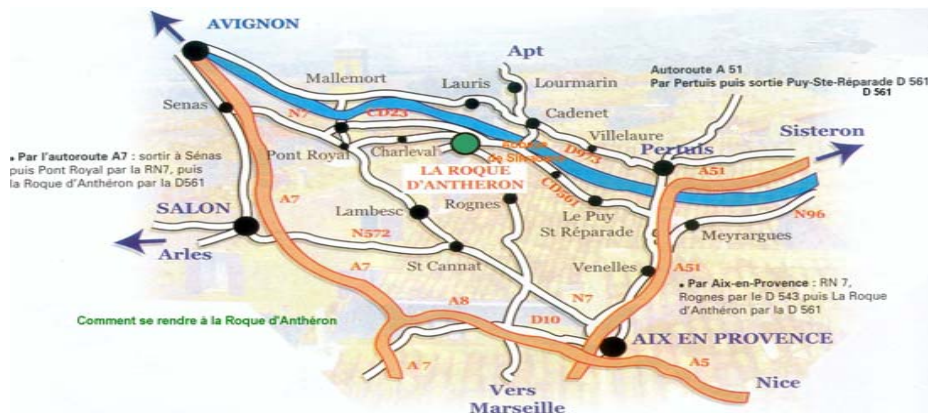 AVIGNON
Apt
Mallemort
Lauris
Lourmarin
Autoroute A 51
Par Pertuis puis sortie Puy-Ste-Réparade D 561
D 561
Senas
N7
CD23
Cadenet
Villelaure
Sisteron
• Par l'autoroute A7 : sortir à Sénas
puis Pont Royal par la RN7, puis
la Roque d'Anthéron par la D561
Pont Royal
Charleval
D973
Pertuis
A51
LA ROQUE
D'ANTHERON
CD561
A7
SALON
Lambesc
Rognes
Le Puy
St Réparade
N96
Meyrargues
Arles
N572
St Cannat
Venelles
A51
A7
• Par Aix-en-Provence : RN 7,
Rognes par le D 543 puis La Roque
d'Anthéron par la D 561
A8
N7
Comment se rendre à la Roque d'Anthéron
D10
AIX EN PROVENCE
A 7
A5
Vers
Marseille
Nice